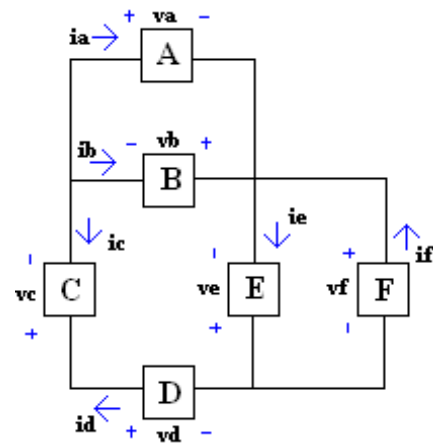 + va -
ia
A
ib - vb +
B
ic ie if
- - +
vc C ve E vf F
+ + -
D
id + vd -